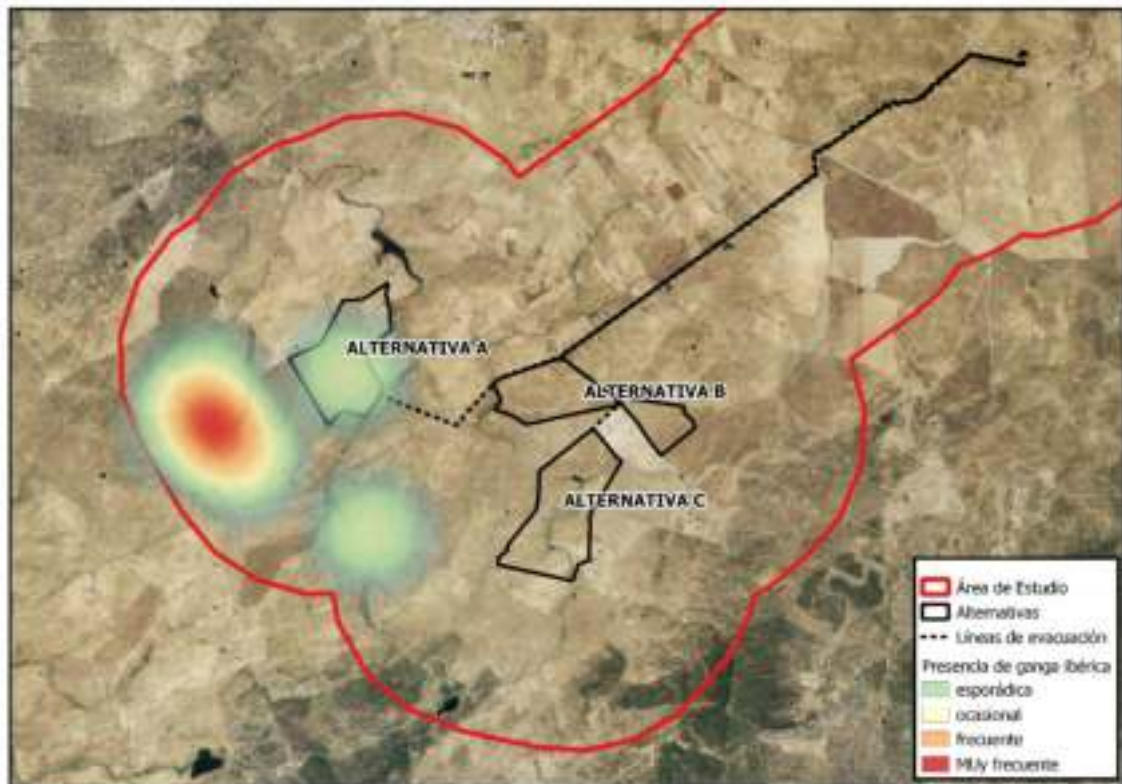 ALTERNATIVA A
ALTERNATIVA B
ALTERNATIVA C
Área de Estudio
Alternativas
Líneas de evacuación
Presencia de ganga ibérica
esporádica
ocasional
frecuente
MUy frecuente